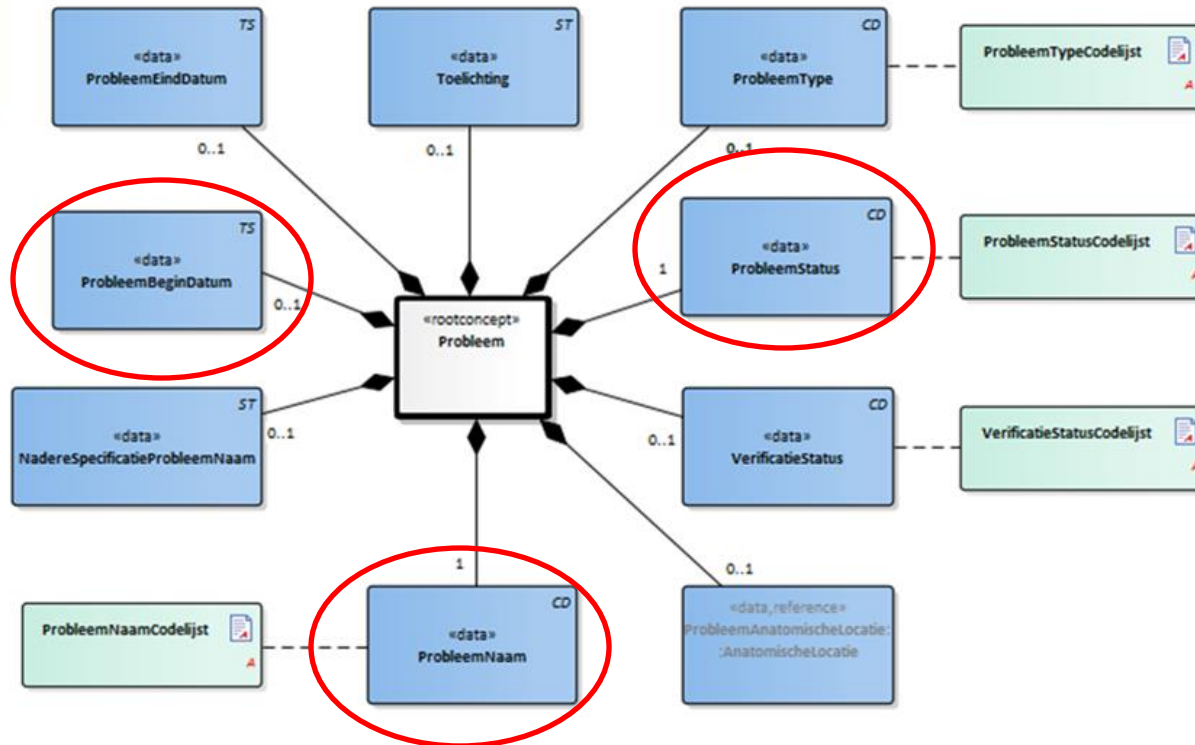 TS
«data»
ProbleemEindDatum
0..1
ST
«data»
Toelichting
0..1
CD
«data»
ProbleemType
0..1
ProbleemTypeCodelijst
A
TS
«data»
ProbleemBeginDatum
0..1
CD
«data»
ProbleemStatus
1
ProbleemStatusCodelijst
A
«rootconcept»
Probleem
ST
«data»
NadereSpecificatieProbleemNaam
0..1
CD
«data»
VerificatieStatus
0..1
VerificatieStatusCodelijst
A
ProbleemNaamCodelijst
A
1
CD
«data»
ProbleemNaam
0..1
«data,reference»
ProbleemAnatomischeLocatie:
:AnatomischeLocatie